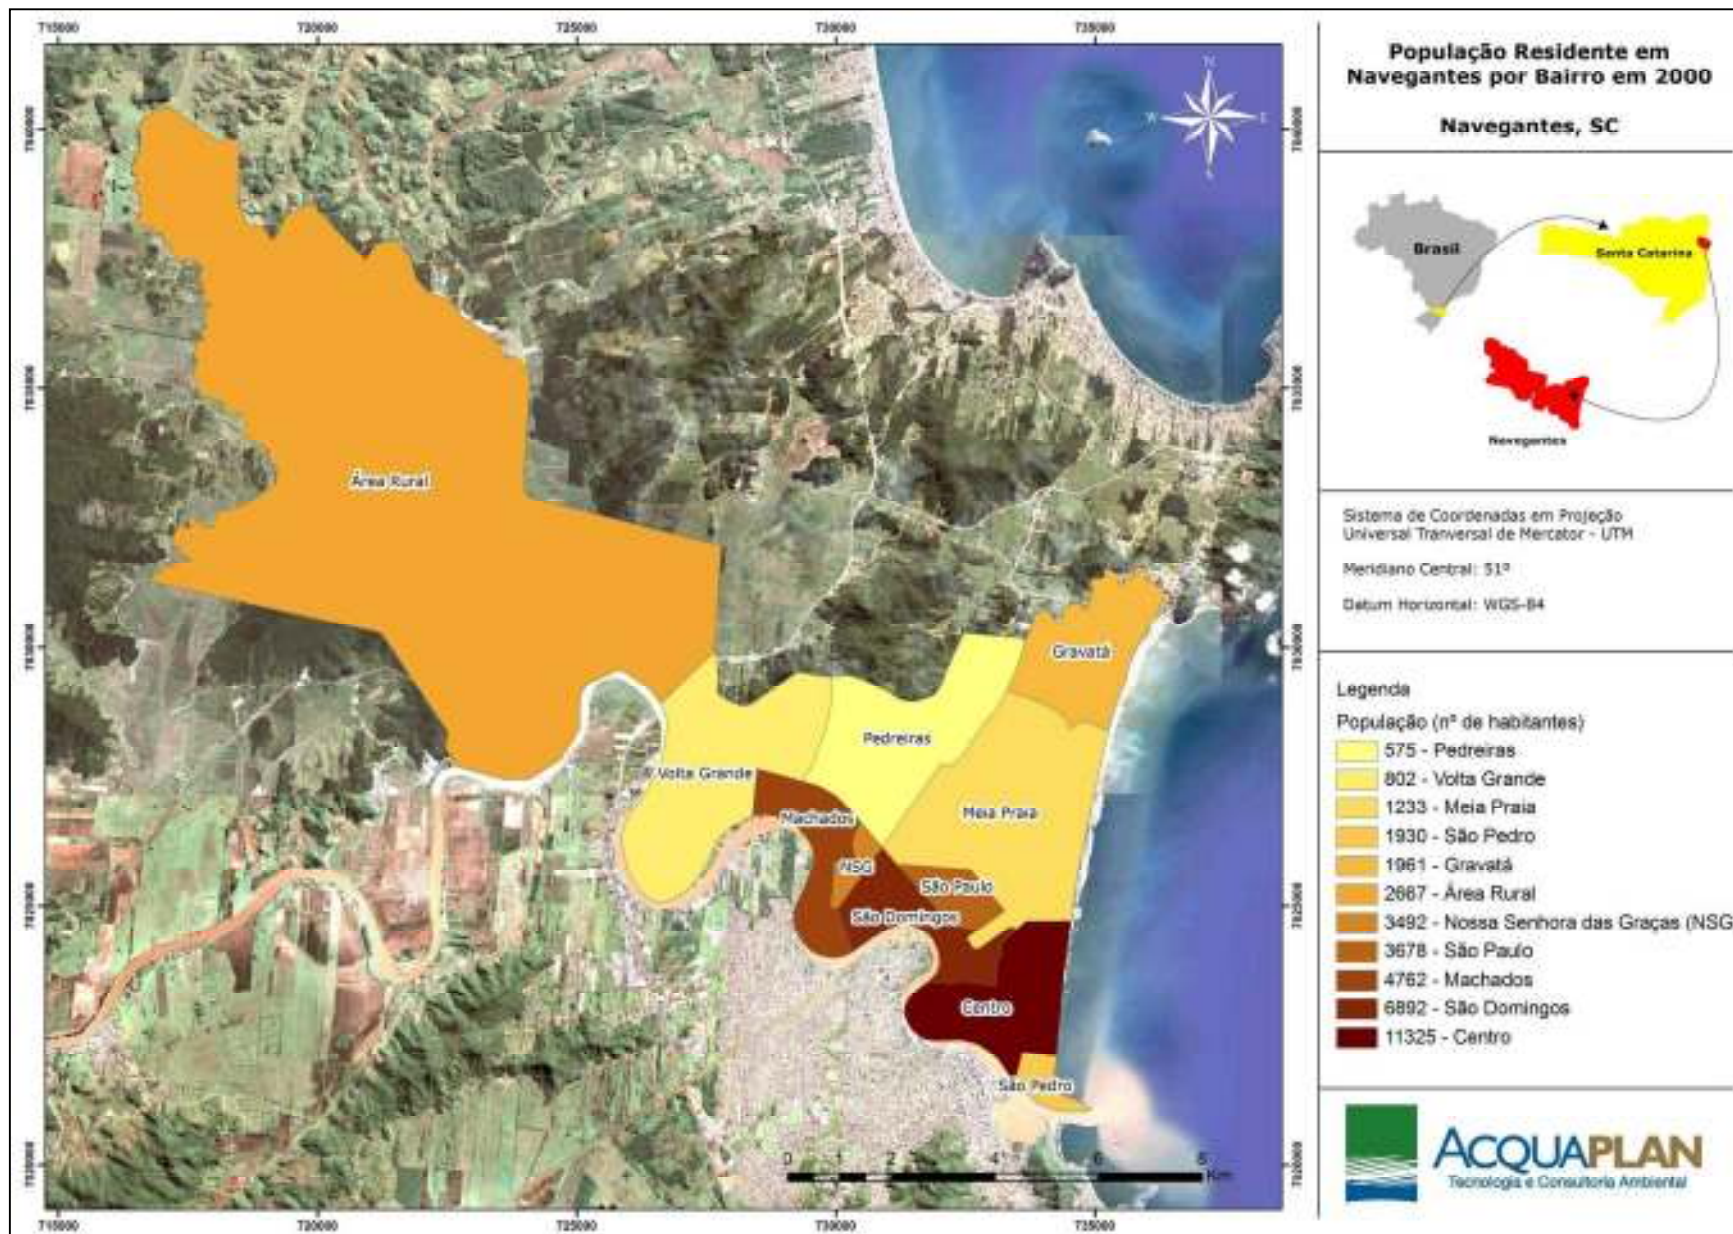 715000 720000 725000 730000 735000
População Residente em
Navegantes por Bairro em 2000
Navegantes, SC
N
W E
S
Brasil
Santa Catarina
Navegantes
Área Rural
Sistema de Coordenadas em Projeção
Universal Tranversal de Mercator - UTM
Meridiano Central: 51º
Datum Horizontal: WGS-84
Gravatá
Pedreiras
Volta Grande
Meia Praia
Machados
NSG
São Paulo
São Domingos
Centro
São Pedro
Legenda
População (nº de habitantes)
575 - Pedreiras
802 - Volta Grande
1233 - Meia Praia
1930 - São Pedro
1961 - Gravatá
2667 - Área Rural
3492 - Nossa Senhora das Graças (NSG
3678 - São Paulo
4762 - Machados
6892 - São Domingos
11325 - Centro
0 1 2 4 6 8
Km
715000 720000 725000 730000 735000
ACQUAPLAN
Tecnologia e Consultoria Ambiental